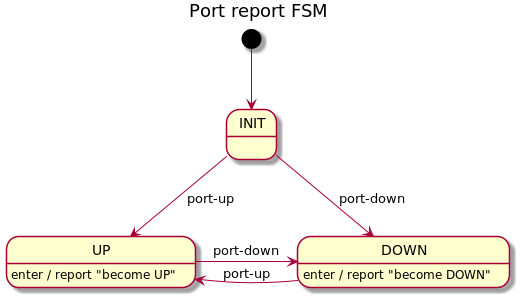 Port report FSM
INIT
port-up
port-down
UP
enter / report "become UP"
port-down
port-up
DOWN
enter / report "become DOWN"